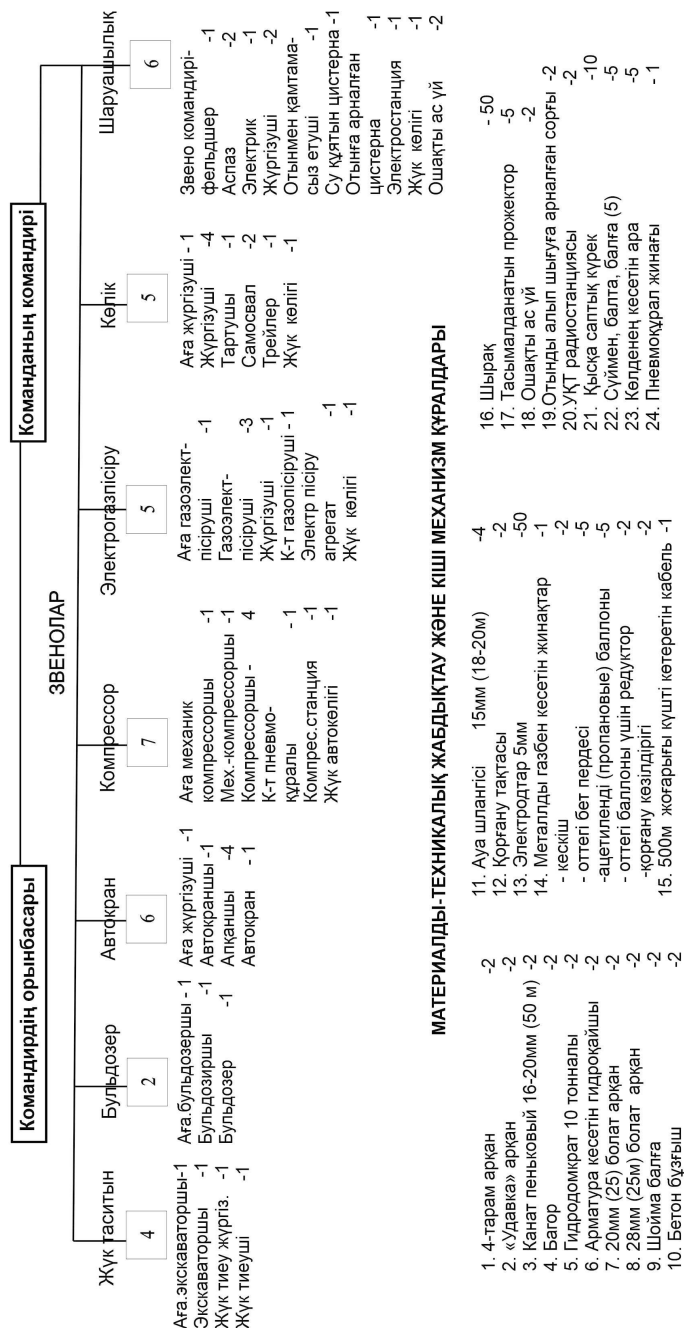 Командирдің орынбасары
Команданың командирі
ЗВЕНОЛАР
Жүк таситын
4
Аға.экскаваторшы-1
Экскаваторшы -1
Жүк тиеу жүргіз. -1
Жүк тиеуші -1
Бульдозер
2
Аға.бульдозершы - 1
Бульдозиршы -1
Бульдозер -1
Автокран
6
Аға жүргізуші -1
Автокраншы -1
Апқаншы -4
Автокран - 1
Компрессор
7
Аға механик
компрессоршы -1
Мех.-компрессоршы -1
Компрессоршы - 4
К-т пневмо-
құралы - 1
Компрес.станция -1
Жүк автокөлігі -1
Электрогазпісіру
5
Аға газоэлект-
пісіруші -1
Газоэлект-
пісіруші -3
Жүргізуші -1
К-т газопісіруші - 1
Электр пісіру
агрегат -1
Жүк көлігі -1
Көлік
5
Аға жүргізуші - 1
Жүргізуші -4
Тартушы -1
Самосвал -2
Трейлер -1
Жүк көлігі -1
Шаруашылық
6
Звено командирі-
фельдшер -1
Аспаз -2
Электрик -1
Жүргізуші -2
Отынмен қамтама-
сыз етуші -1
Су құятын цистерна -1
Отынға арналған
цистерна -1
Электростанция -1
Жүк көлігі -1
Ошақты ас үй -2
МАТЕРИАЛДЫ-ТЕХНИКАЛЫҚ ЖАБДЫҚТАУ ЖӘНЕ КІШІ МЕХАНИЗМ ҚҰРАЛДАРЫ
1. 4-тарам арқан -2
2. «Удавка» арқан -2
3. Канат пеньковый 16-20мм (50 м) -2
4. Багор -2
5. Гидродомкрат 10 тонналы -2
6. Арматура кесетін гидроқайшы -2
7. 20мм (25) болат арқан -2
8. 28мм (25м) болат арқан -2
9. Шойма балға -2
10. Бетон бұзғыш -2
11. Ауа шлангісі 15мм (18-20м) -4
12. Қорғану тақтасы -2
13. Электродтар 5мм -50
14. Металлды газбен кесетін жинақтар -1
- кескіш -2
- оттегі бет пердесі -5
-ацетиленді (пропановые) баллоны -5
- оттегі баллоны үшін редуктор -2
-қорғану көзілдірігі -2
15. 500м жоғарығы күшті көтеретін кабель -1
16. Шырақ - 50
17. Тасымалданатын прожектор -5
18. Ошақты ас үй -2
19.Отынды алып шығуға арналған сорғы -2
20.УҚТ радиостанциясы -2
21. Қысқа саптық күрек -10
22. Сүймен, балта, балға (5) -5
23. Көлденең кесетін ара -5
24. Пневмоқұрал жинағы - 1